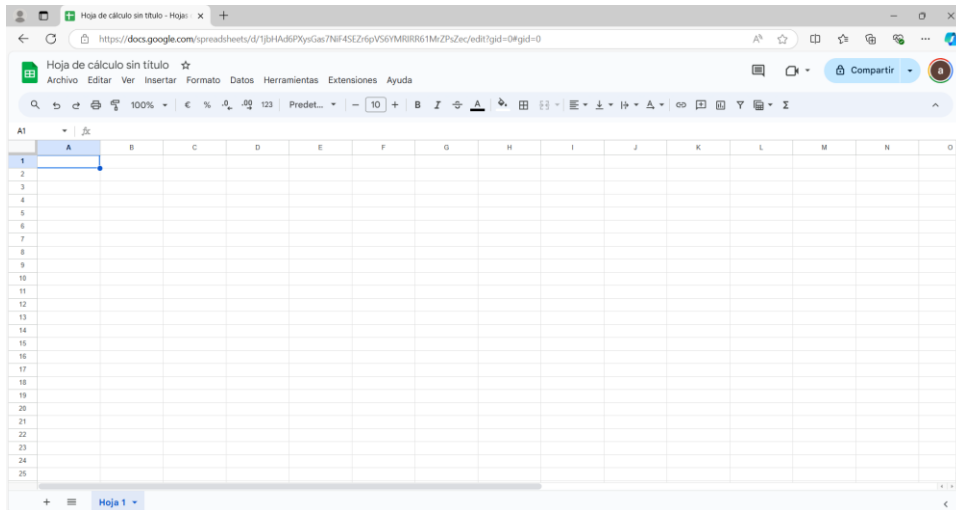 Hoja de cálculo sin título - Hojas
https://docs.google.com/spreadsheets/d/1jbHAd6PXysGas7NiF4SEZr6pVS6YMRlRR61MrZPsZec/edit?gid=0#gid=0
Hoja de cálculo sin título
Archivo Editar Ver Insertar Formato Datos Herramientas Extensiones Ayuda
Compartir
a
100% € % .0 .00 123 Predet... − 10 + B I A Σ
A1 fx
A B C D E F G H I J K L M N O
1
2
3
4
5
6
7
8
9
10
11
12
13
14
15
16
17
18
19
20
21
22
23
24
25
+ Hoja 1